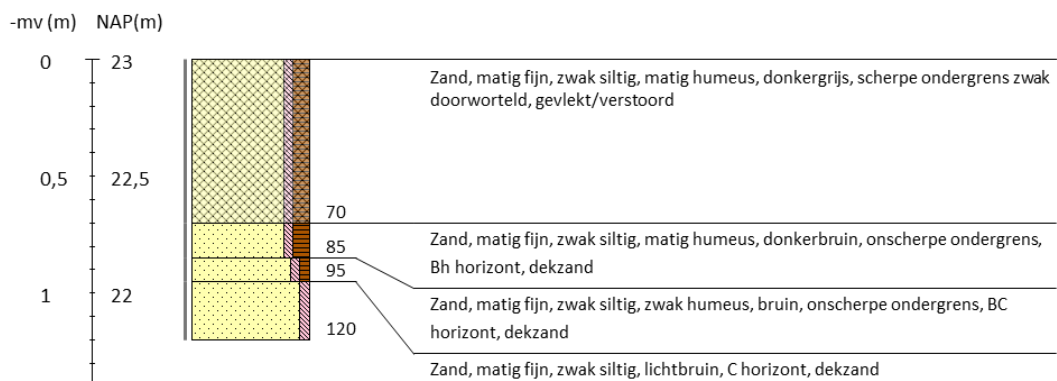 -mv (m) NAP(m)
0 23
Zand, matig fijn, zwak siltig, matig humeus, donkergrijs, scherpe ondergrens zwak
doorworteld, gevlekt/verstoord
0,5 22,5
70
Zand, matig fijn, zwak siltig, matig humeus, donkerbruin, onscherpe ondergrens,
Bh horizont, dekzand
85
95
1 22
Zand, matig fijn, zwak siltig, zwak humeus, bruin, onscherpe ondergrens, BC
horizont, dekzand
120
Zand, matig fijn, zwak siltig, lichtbruin, C horizont, dekzand